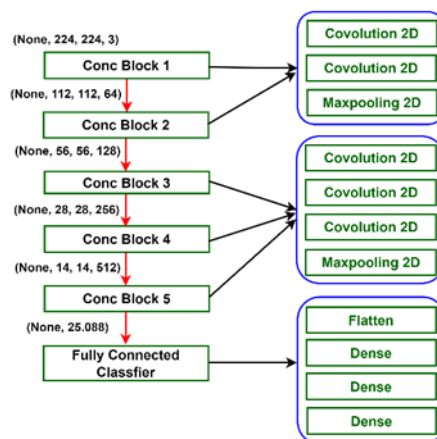 (None, 224, 224, 3)
Conc Block 1
(None, 112, 112, 64)
Conc Block 2
(None, 56, 56, 128)
Conc Block 3
(None, 28, 28, 256)
Conc Block 4
(None, 14, 14, 512)
Conc Block 5
(None, 25.088)
Fully Connected
Classfier
Covolution 2D
Covolution 2D
Maxpooling 2D
Covolution 2D
Covolution 2D
Covolution 2D
Maxpooling 2D
Flatten
Dense
Dense
Dense